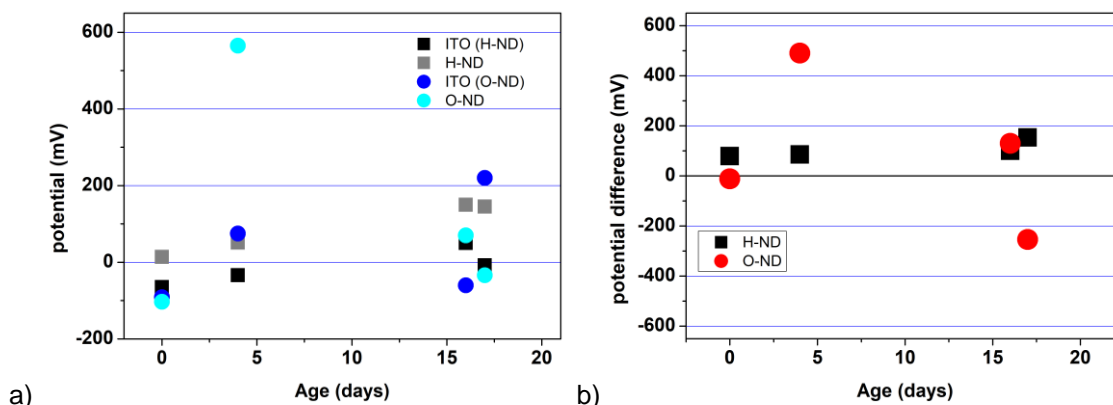 600
400
200
0
-200
0
5
10
15
20
potential (mV)
Age (days)
ITO (H-ND)
H-ND
ITO (O-ND)
O-ND
a)
600
400
200
0
-200
-400
-600
0
5
10
15
20
potential difference (mV)
Age (days)
H-ND
O-ND
b)